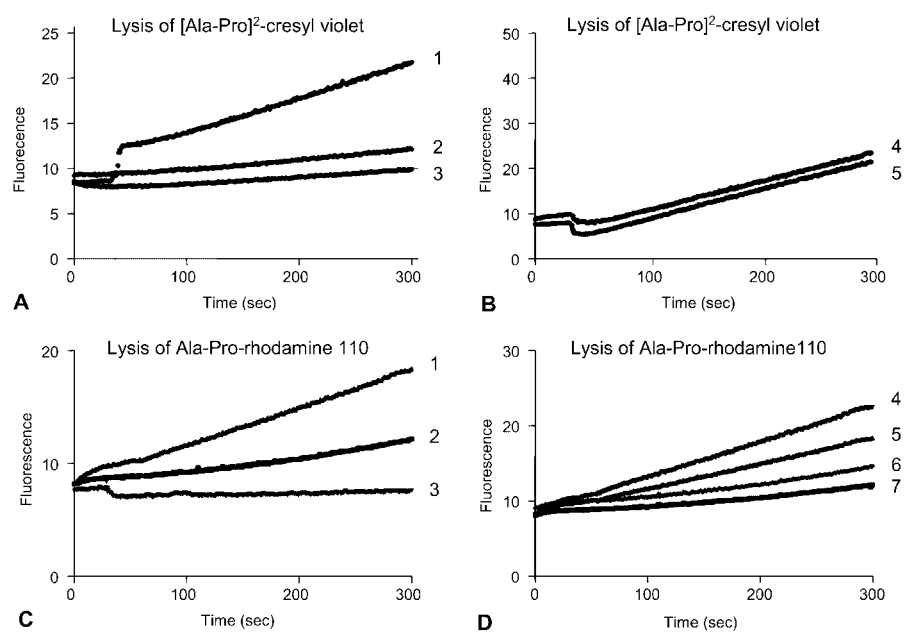 Lysis of [Ala-Pro]²-cresyl violet
Fluorecence
25
20
15
10
5
0
0 100 200 300
Time (sec)
1
2
3
A
Lysis of [Ala-Pro]²-cresyl violet
Fluorescence
50
40
30
20
10
0
0 100 200 300
Time (sec)
4
5
B
Lysis of Ala-Pro-rhodamine 110
Fluorescence
20
10
0
0 100 200 300
Time (sec)
1
2
3
C
Lysis of Ala-Pro-rhodamine110
Fluorescence
30
20
10
0
0 100 200 300
Time (sec)
4
5
6
7
D